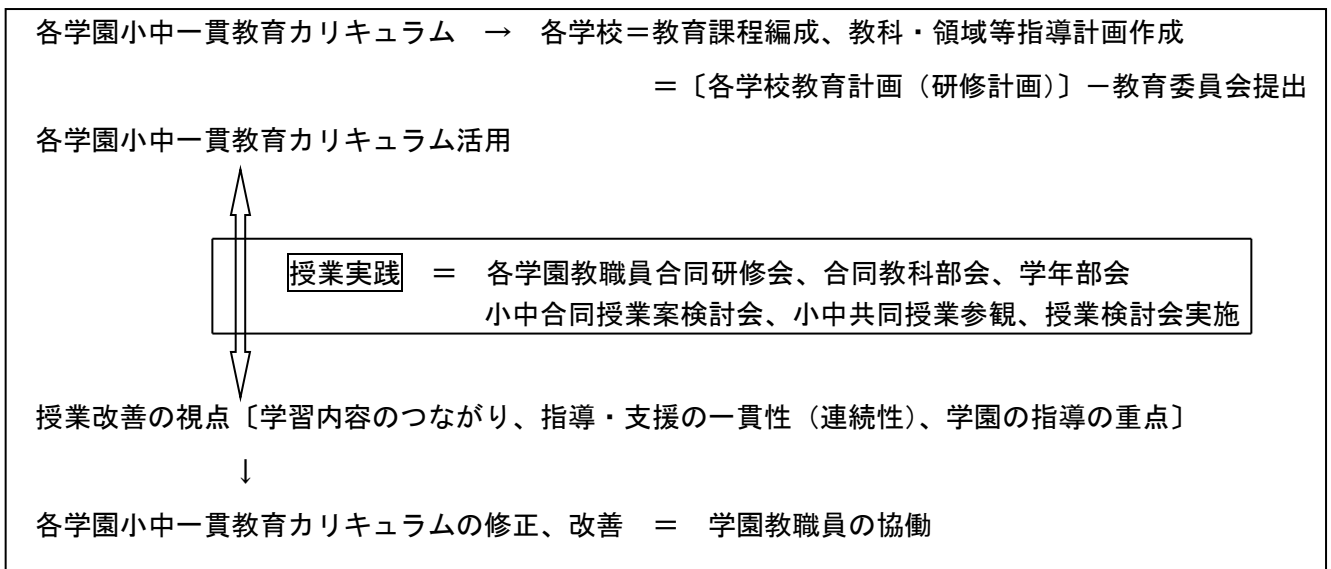 各学園小中一貫教育カリキュラム → 各学校＝教育課程編成、教科・領域等指導計画作成
＝〔各学校教育計画（研修計画）〕－教育委員会提出
各学園小中一貫教育カリキュラム活用
授業実践 ＝ 各学園教職員合同研修会、合同教科部会、学年部会
小中合同授業案検討会、小中共同授業参観、授業検討会実施
授業改善の視点〔学習内容のつながり、指導・支援の一貫性（連続性）、学園の指導の重点〕
↓
各学園小中一貫教育カリキュラムの修正、改善 ＝ 学園教職員の協働